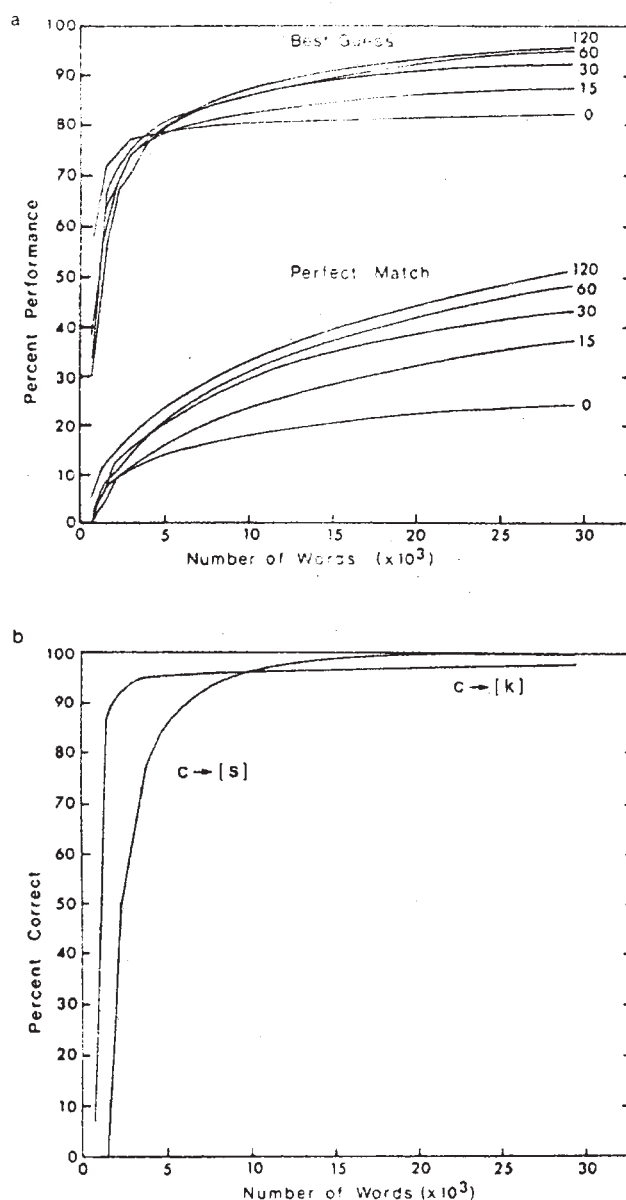 a
Best Guess
Percent Performance
100
90
80
70
60
50
40
30
20
10
0
120
60
30
15
0
Perfect Match
120
60
30
15
0
0 5 10 15 20 25 30
Number of Words (×10³)
b
Percent Correct
100
90
80
70
60
50
40
30
20
10
0
c → [k]
c → [s]
0 5 10 15 20 25 30
Number of Words (×10³)